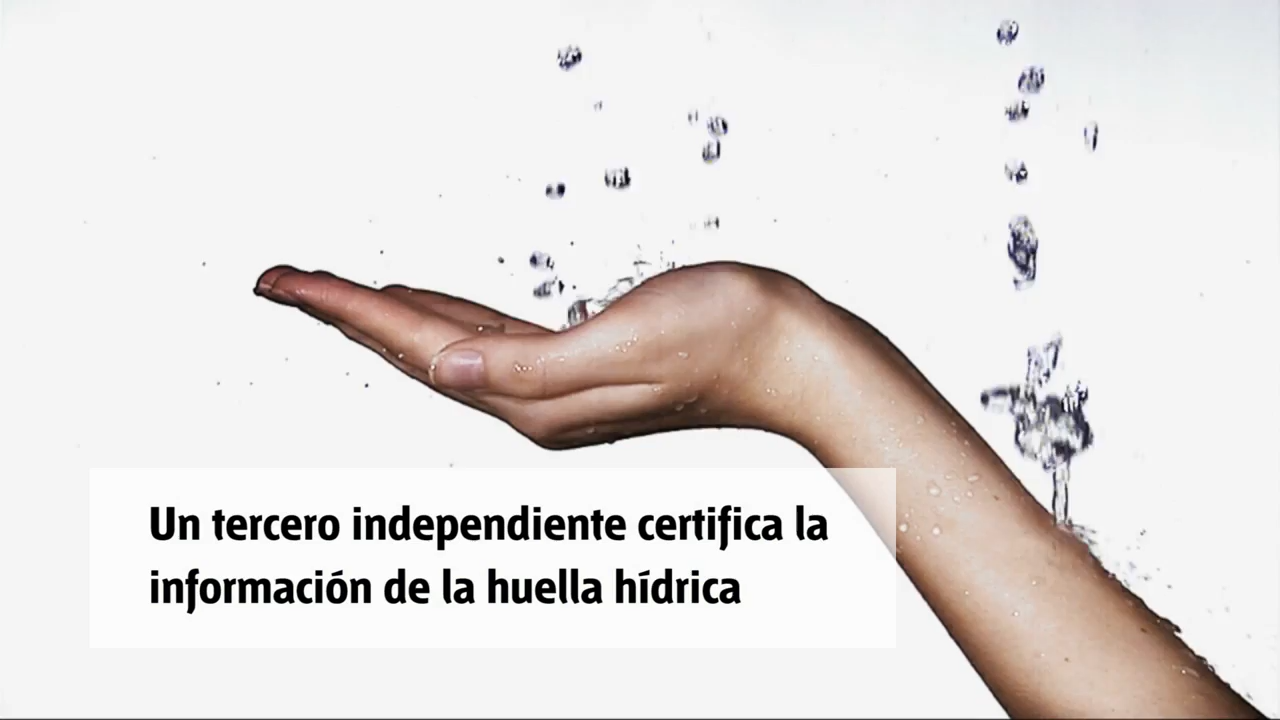 Un tercero independiente certifica la
información de la huella hídrica